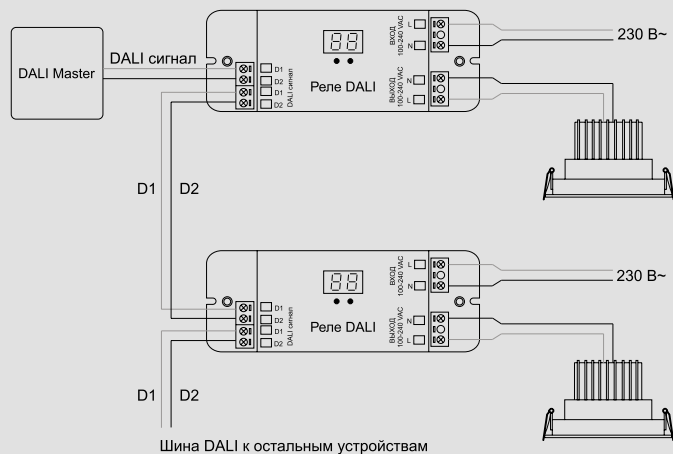 DALI Master
DALI сигнал
D1
D2
D1
D2
DALI сигнал
Реле DALI
88
ВХОД
100-240 VAC
L
N
ВЫХОД
100-240 VAC
N
L
230 В~
D1
D2
D1
D2
D1
D2
DALI сигнал
Реле DALI
88
ВХОД
100-240 VAC
L
N
ВЫХОД
100-240 VAC
N
L
230 В~
D1
D2
Шина DALI к остальным устройствам